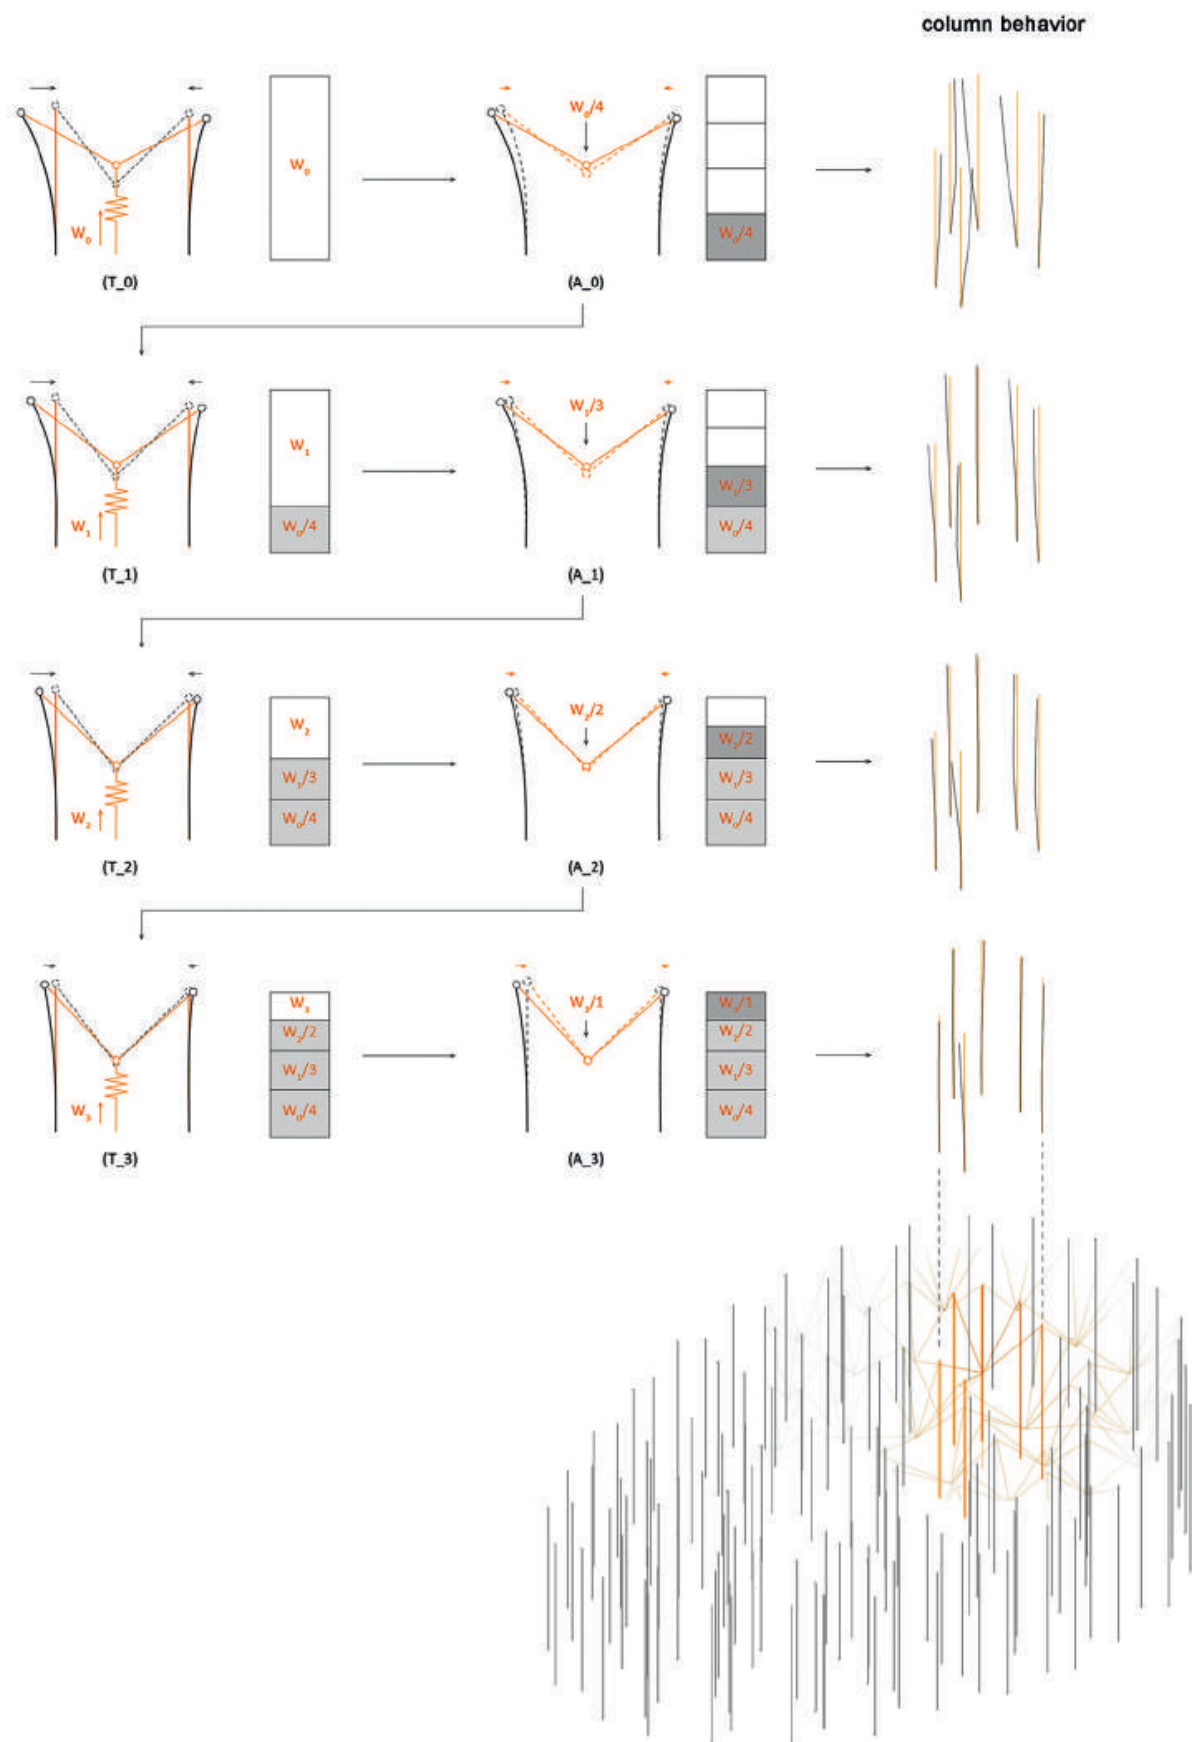 column behavior
W₀/4
W₀
W₀
W₀/4
(T_0)
(A_0)
W₁/3
W₁
W₁/3
W₁
W₀/4
W₀/4
(T_1)
(A_1)
W₂/2
W₂
W₂/2
W₁/3
W₁/3
W₂
W₀/4
W₀/4
(T_2)
(A_2)
W₃/1
W₃
W₃/1
W₂/2
W₂/2
W₁/3
W₁/3
W₃
W₀/4
W₀/4
(T_3)
(A_3)